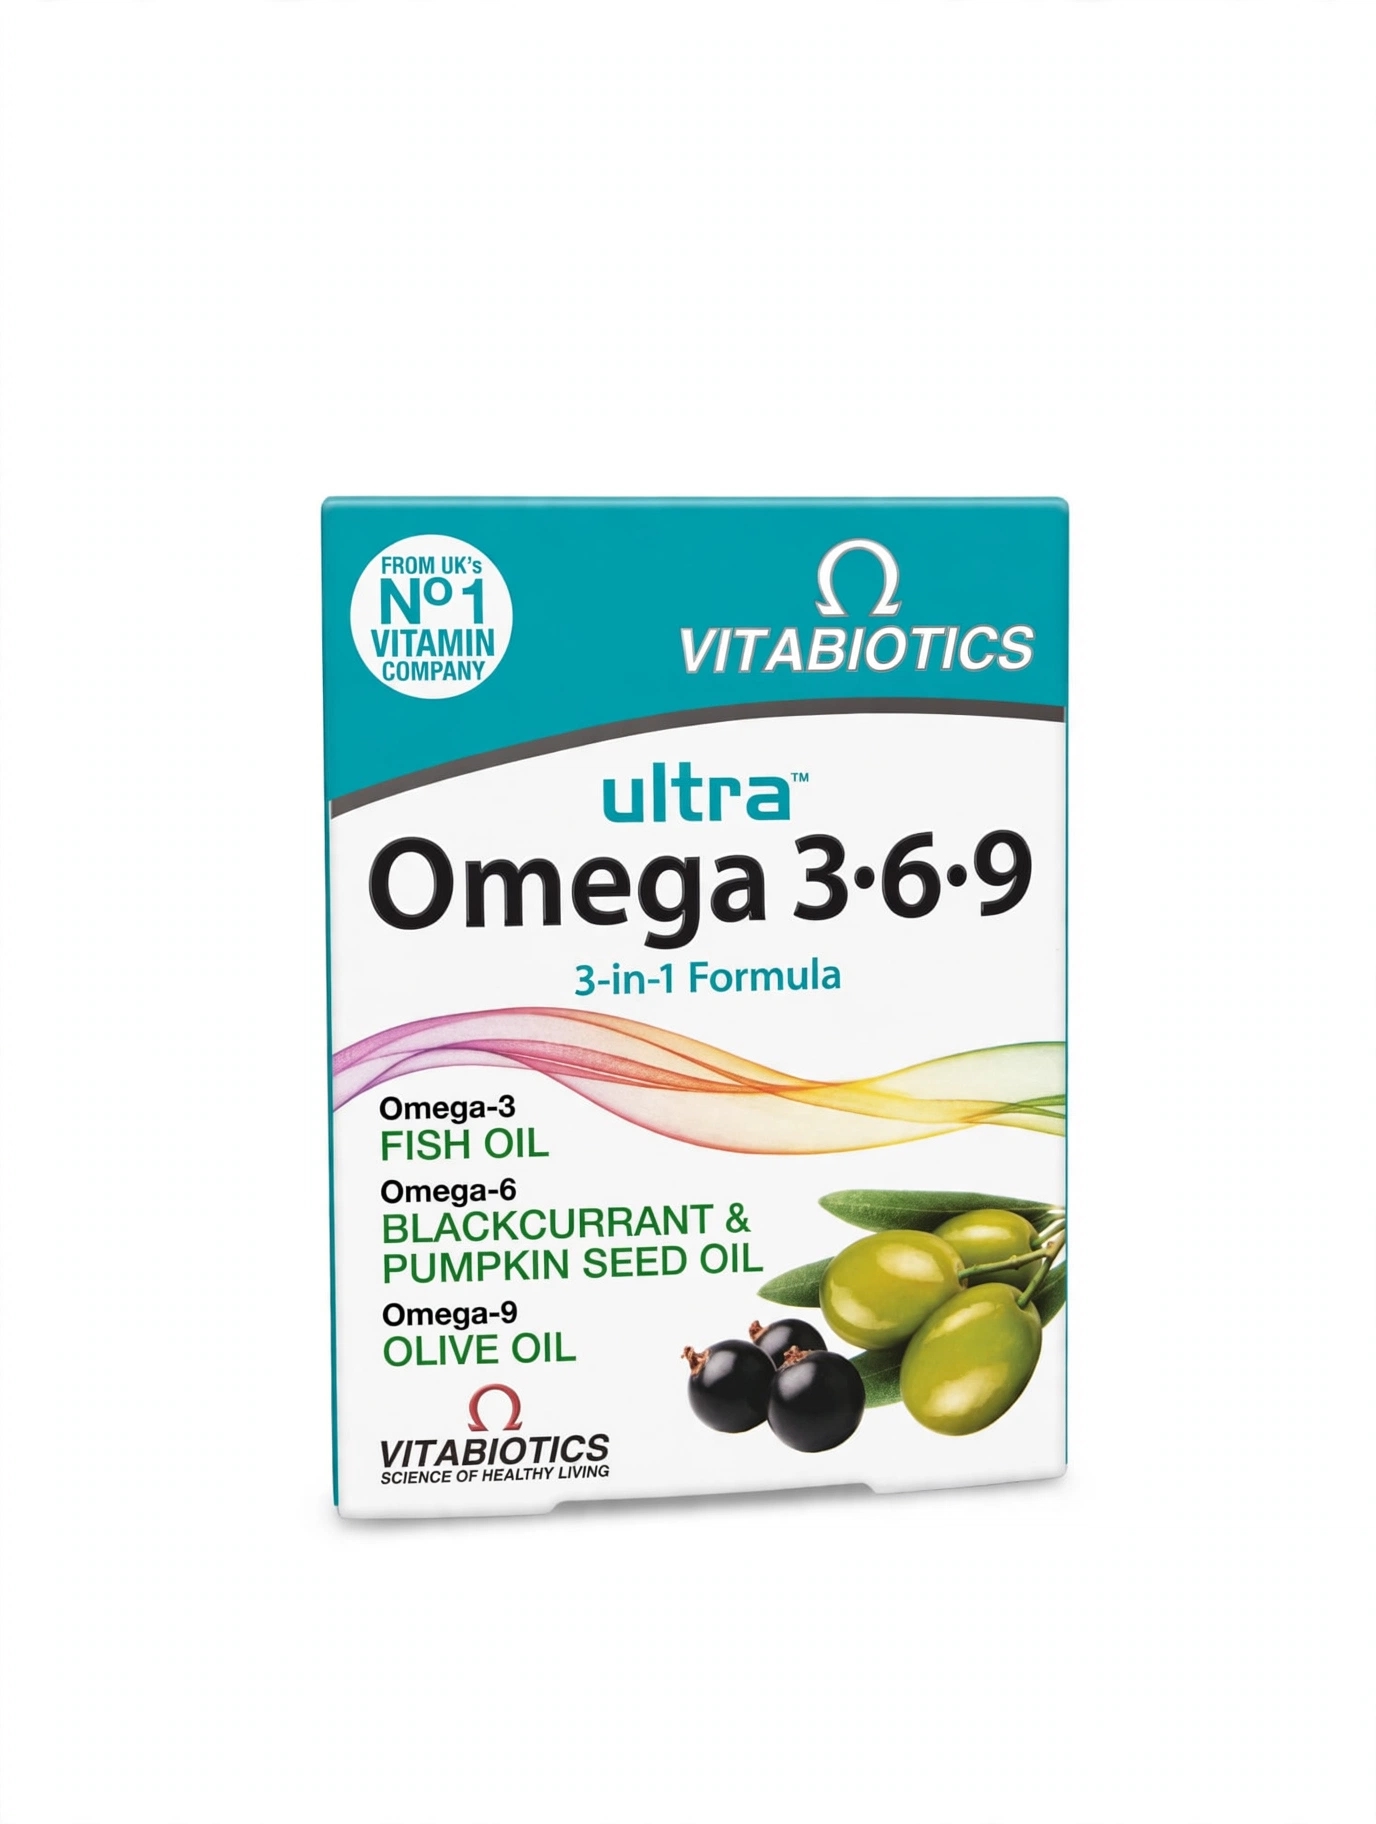 FROM UK's
Nº1
VITAMIN
COMPANY
VITABIOTICS
ultra™
Omega 3•6•9
3-in-1 Formula
Omega-3
FISH OIL
Omega-6
BLACKCURRANT &
PUMPKIN SEED OIL
Omega-9
OLIVE OIL
VITABIOTICS
SCIENCE OF HEALTHY LIVING